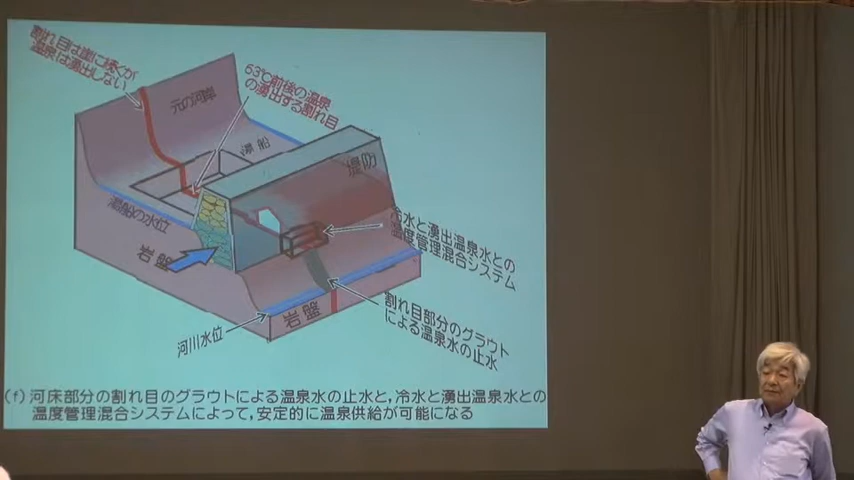 割れ目は崖に続くが
温泉は湧出しない
63℃前後の温泉
の湧出する割れ目
元の河岸
湯船
堤防
湯船の水位
岩盤
冷水と湧出温泉水との
温度管理混合システム
割れ目部分のグラウト
による温泉水の止水
岩盤
河川水位
(f) 河床部分の割れ目のグラウトによる温泉水の止水と，冷水と湧出温泉水との
温度管理混合システムによって，安定的に温泉供給が可能になる